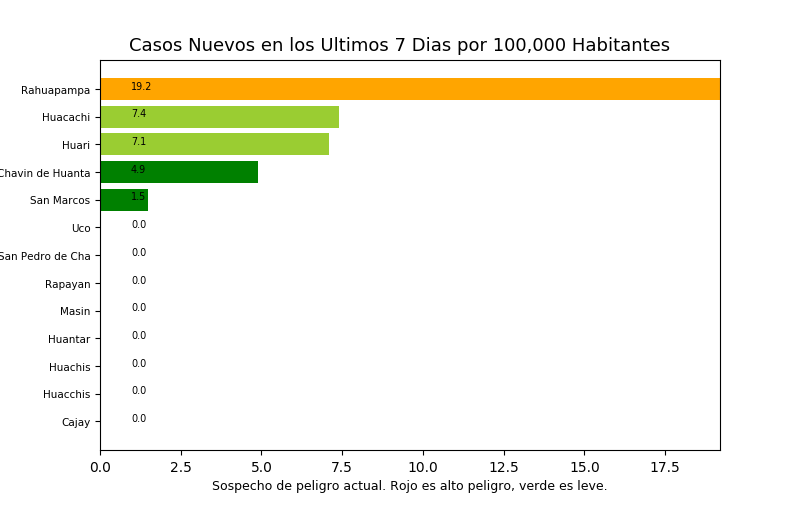 Casos Nuevos en los Ultimos 7 Dias por 100,000 Habitantes
Rahuapampa 19.2
Huacachi 7.4
Huari 7.1
Chavin de Huanta 4.9
San Marcos 1.5
Uco 0.0
San Pedro de Cha 0.0
Rapayan 0.0
Masin 0.0
Huantar 0.0
Huachis 0.0
Huacchis 0.0
Cajay 0.0
0.0 2.5 5.0 7.5 10.0 12.5 15.0 17.5
Sospecho de peligro actual. Rojo es alto peligro, verde es leve.